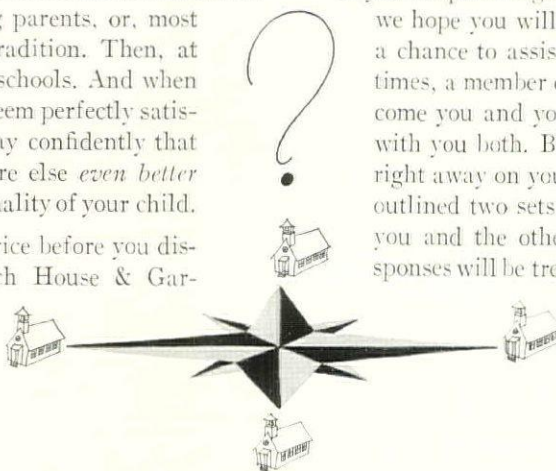 g parents, or, most
radition. Then, at
schools. And when
eem perfectly satis-
ay confidently that
re else even better
nality of your child.
vice before you dis-
h House & Gar-
?
we hope you will
a chance to assis
times, a member o
come you and yo
with you both. B
right away on you
outlined two sets
you and the othe
sponses will be tre